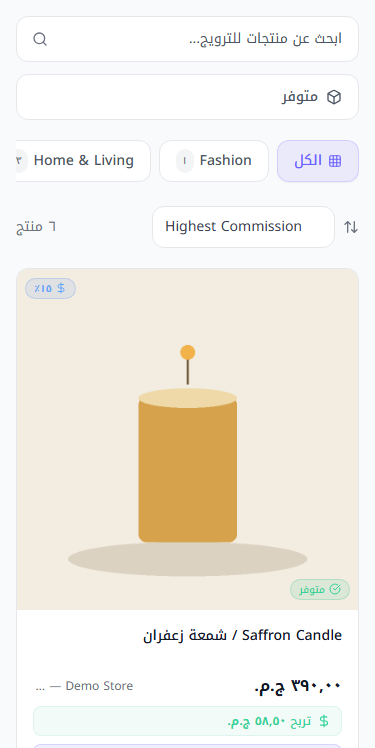 ابحث عن منتجات للترويج...
متوفر
الكل
Fashion ١
Home & Living ٣
Highest Commission
٦ منتج
١٥٪
متوفر
شمعة زعفران / Saffron Candle
٣٩٠,٠٠ ج.م.
Demo Store — ...
تربح ٥٨,٥٠ ج.م.